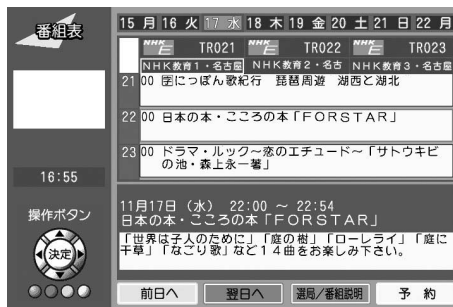 番組表
15 月 16 火 17 水 18 木 19 金 20 土 21 日 22 月
NHK E TR021 NHK E TR022 NHK E TR023
NHK教育1・名古屋 NHK教育2・名古 NHK教育3・名古屋
21 00 字にっぽん歌紀行 琵琶周遊 湖西と湖北
22 00 日本の本・こころの本「FORSTAR」
23 00 ドラマ・ルック～恋のエチュード～「サトウキビ
の池・森上永一著」
16:55
11月17日（水） 22:00 ～ 22:54
日本の本・こころの本「FORSTAR」
操作ボタン
「世界は子人のために」「庭の樹」「ローレライ」「庭に
干草」「なごり歌」など14曲をお楽しみ下さい。
決定
前日へ 翌日へ 選局/番組説明 予 約